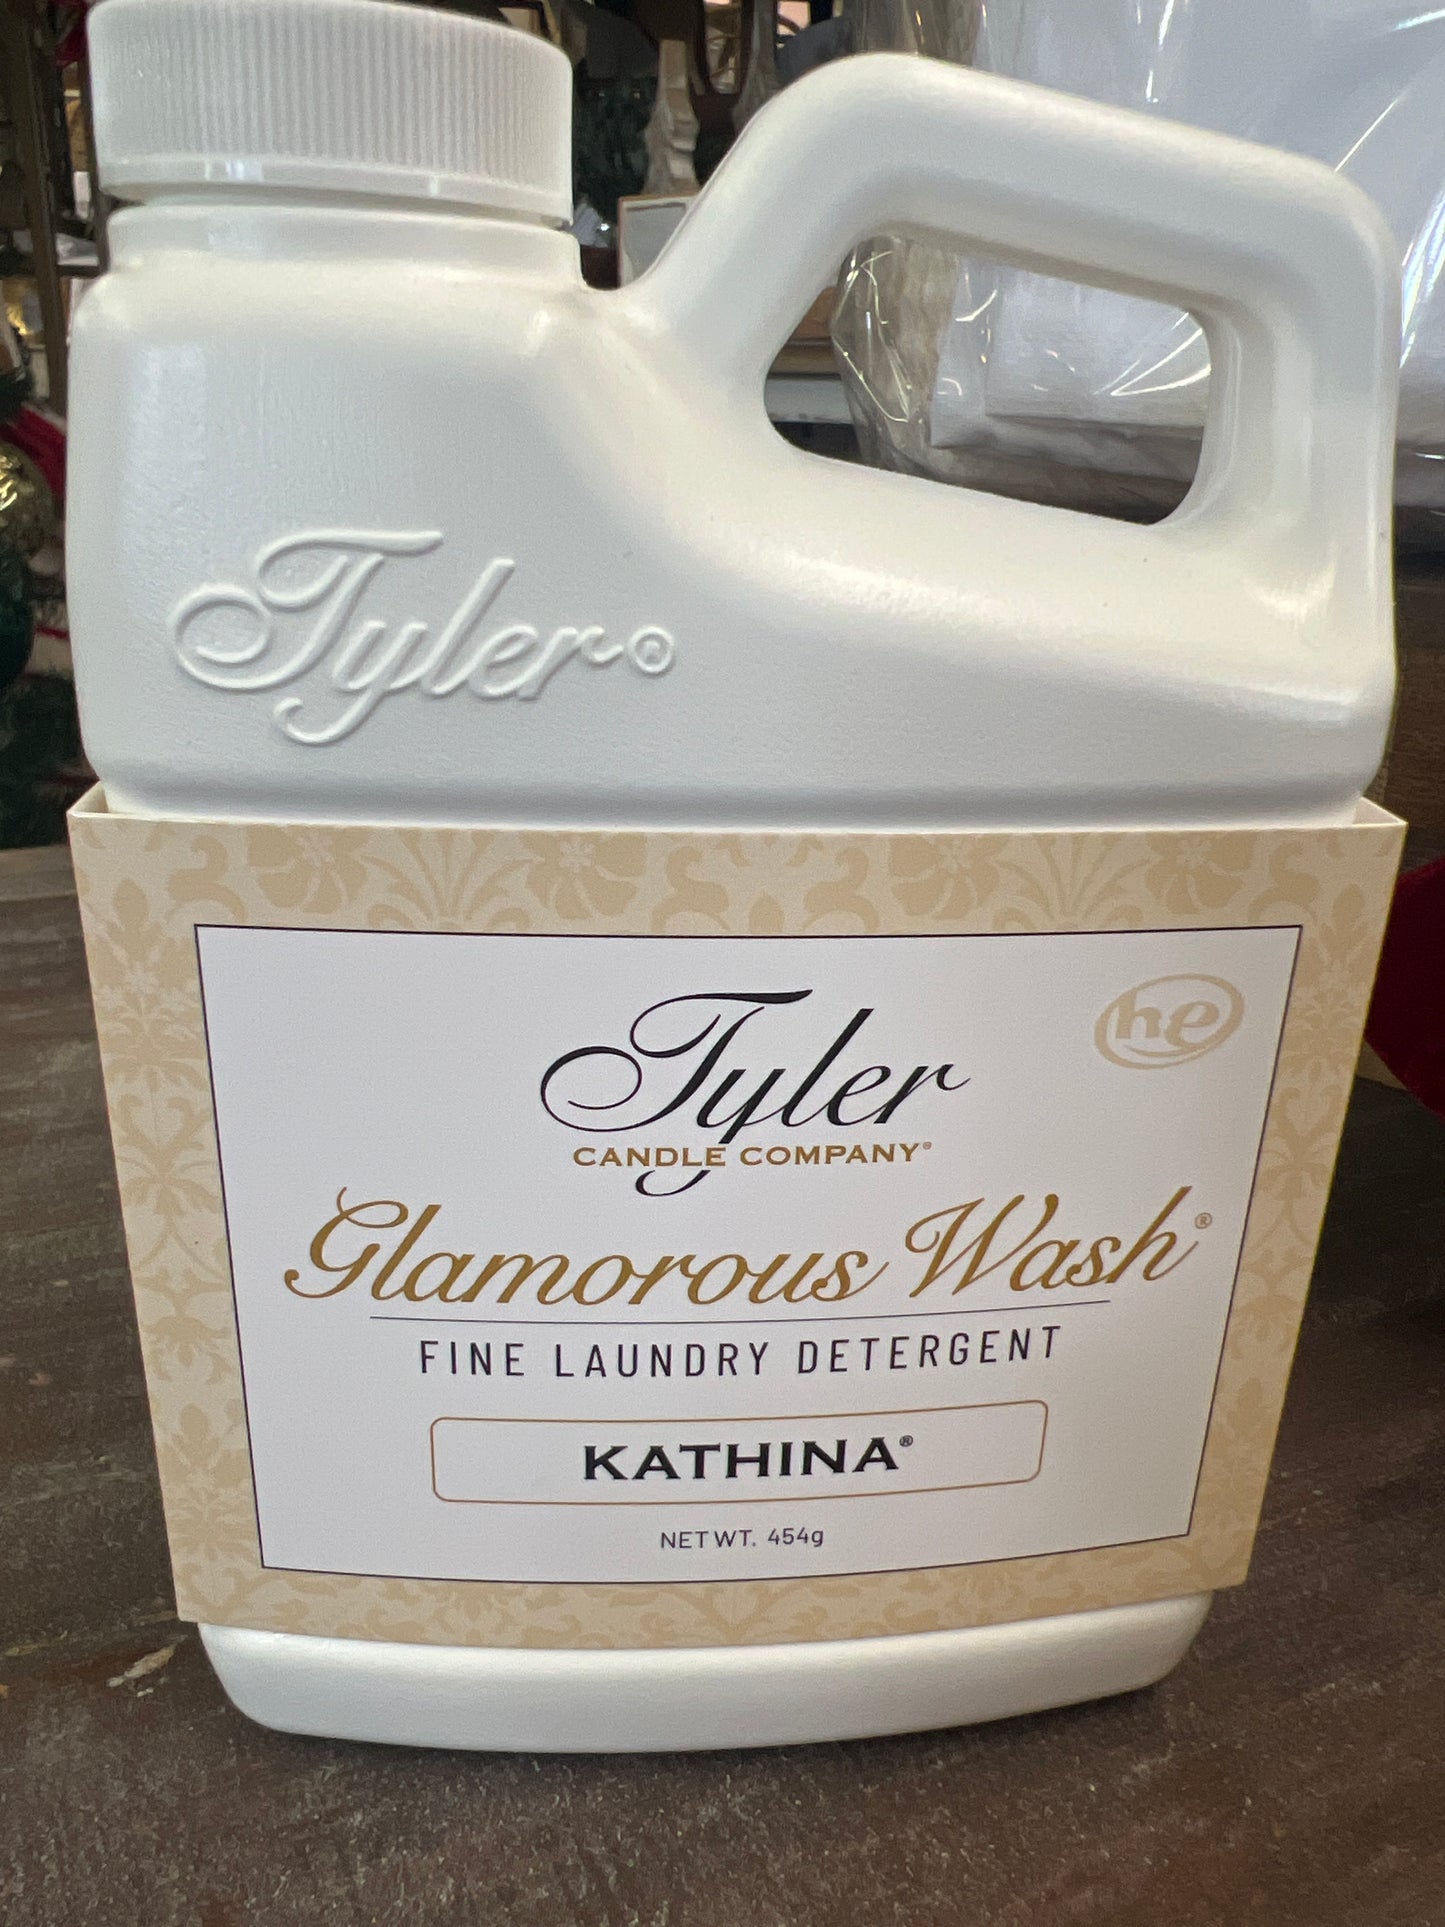 Tyler®
he
Tyler
CANDLE COMPANY®
Glamorous Wash®
FINE LAUNDRY DETERGENT
KATHINA®
NET WT. 454g